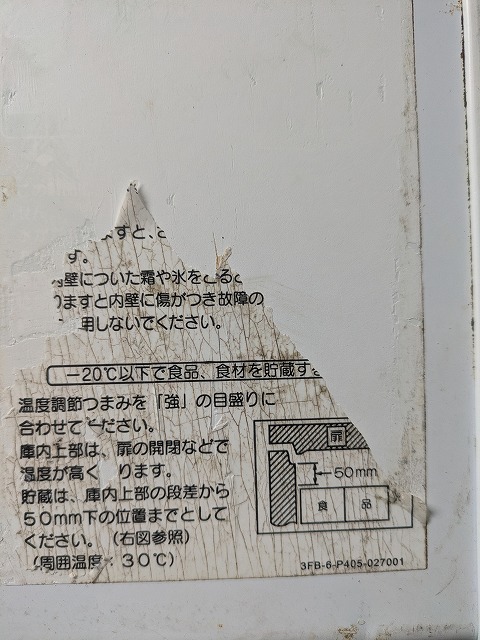 すと、
す。
壁についた霜や氷を
ますと内壁に傷がつき故障の
用しないでください。
−20℃以下で食品、食材を貯蔵す
温度調節つまみを「強」の目盛りに
合わせてください。
庫内上部は、扉の開閉などで
温度が高く ります。
貯蔵は、庫内上部の段差から
50mm下の位置までとして
ください。（右図参照）
（周囲温度：30℃）
扉
50mm
食 品
3FB-6-P405-027001